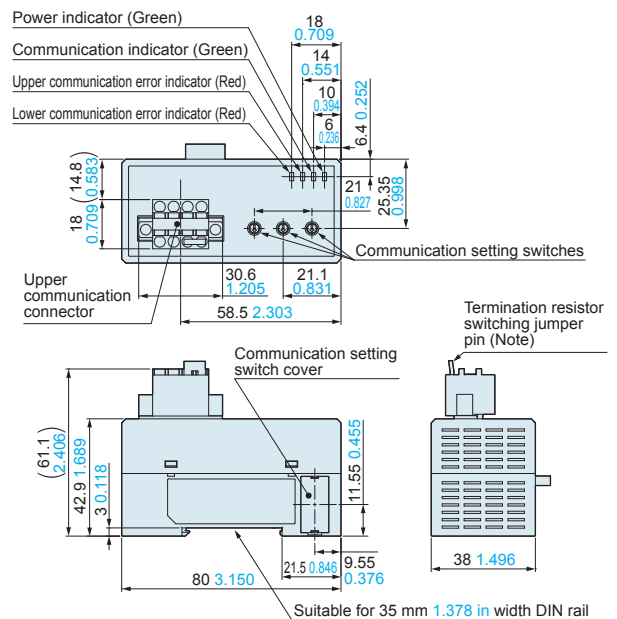 Power indicator (Green)
18
0.709
Communication indicator (Green)
14
0.551
Upper communication error indicator (Red)
10
0.394
Lower communication error indicator (Red)
6
0.236
6.4 0.252
(14.8)
0.583
18
0.709
21
0.827
25.35
0.998
Communication setting switches
Upper
communication
connector
30.6
1.205
21.1
0.831
58.5 2.303
Termination resistor
switching jumper
pin (Note)
Communication setting
switch cover
(61.1)
2.406
42.9 1.689
3 0.118
11.55 0.455
21.5 0.846
9.55
0.376
80 3.150
38 1.496
Suitable for 35 mm 1.378 in width DIN rail